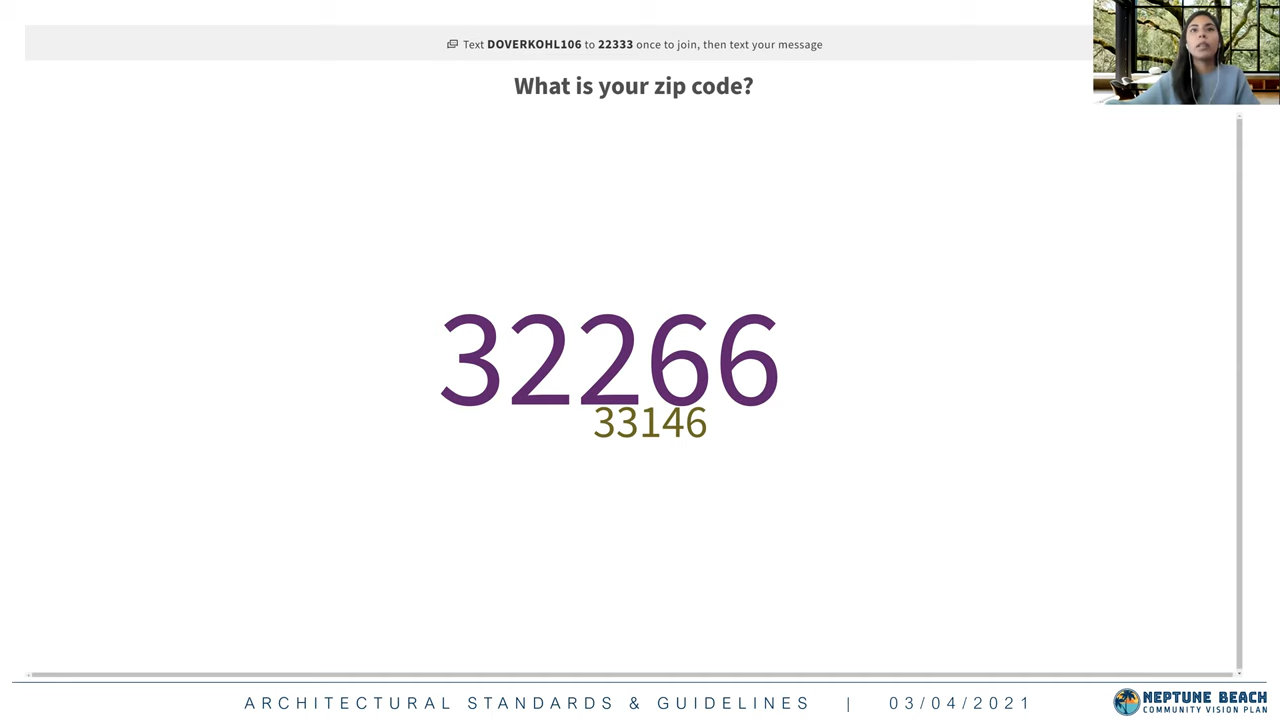 Text DOVERKOHL106 to 22333 once to join, then text your message
What is your zip code?
32266
33146
ARCHITECTURAL STANDARDS & GUIDELINES | 03/04/2021
NEPTUNE BEACH
COMMUNITY VISION PLAN